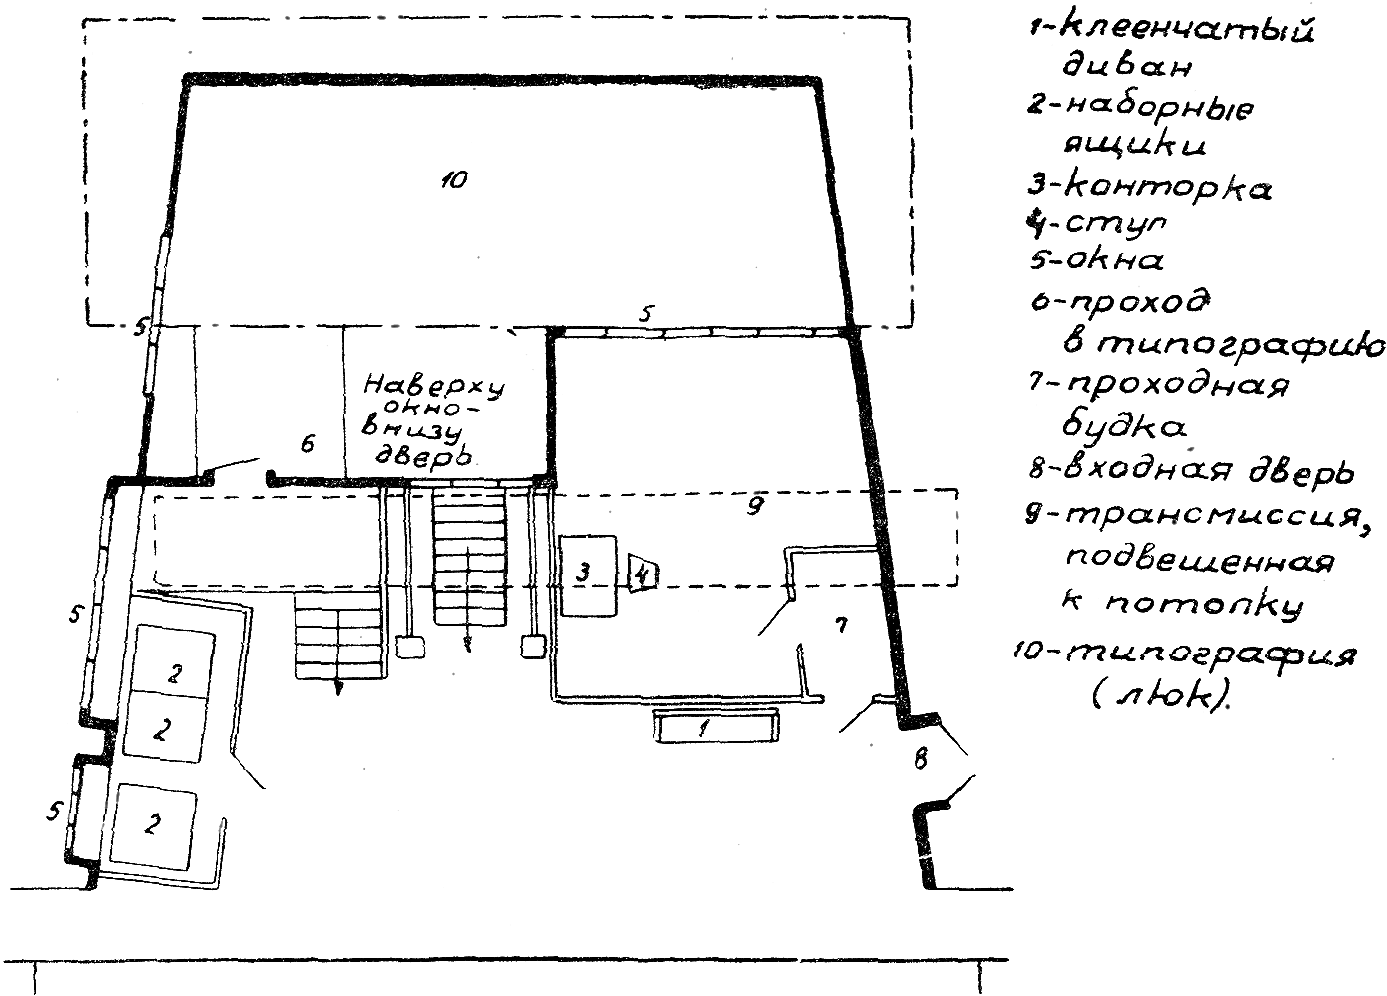 10
5
5
Наверху
окно-
внизу
дверь
6
9
3
4
5
7
2
2
1
8
5
2
1-клеенчатый
диван
2-наборные
ящики
3-конторка
4-стул
5-окна
6-проход
в типографию
7-проходная
будка
8-входная дверь
9-трансмиссия,
подвешенная
к потолку
10-типография
(люк).